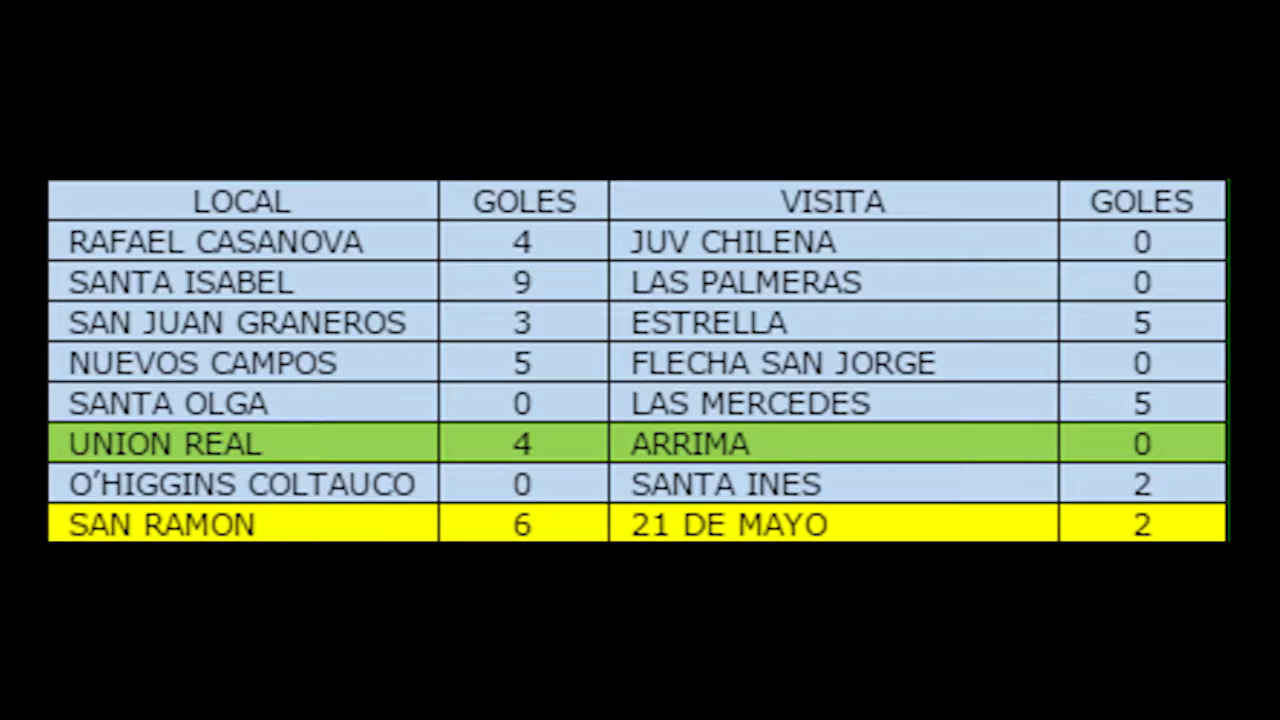 LOCAL GOLES VISITA GOLES
RAFAEL CASANOVA 4 JUV CHILENA 0
SANTA ISABEL 9 LAS PALMERAS 0
SAN JUAN GRANEROS 3 ESTRELLA 5
NUEVOS CAMPOS 5 FLECHA SAN JORGE 0
SANTA OLGA 0 LAS MERCEDES 5
UNION REAL 4 ARRIMA 0
O’HIGGINS COLTAUCO 0 SANTA INES 2
SAN RAMON 6 21 DE MAYO 2